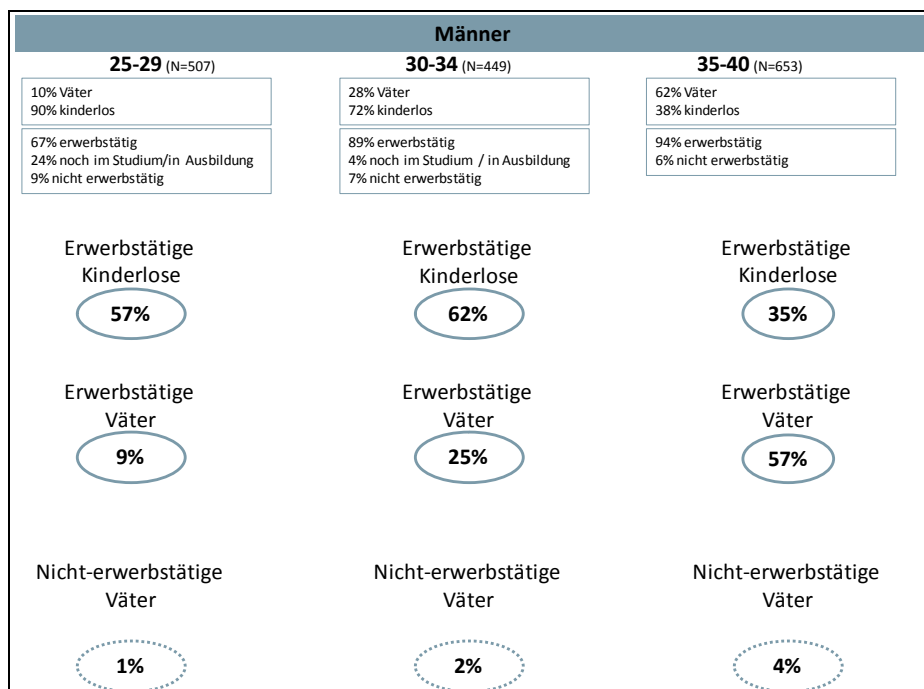 Männer
25-29 (N=507)
10% Väter
90% kinderlos
67% erwerbstätig
24% noch im Studium/in Ausbildung
9% nicht erwerbstätig
30-34 (N=449)
28% Väter
72% kinderlos
89% erwerbstätig
4% noch im Studium / in Ausbildung
7% nicht erwerbstätig
35-40 (N=653)
62% Väter
38% kinderlos
94% erwerbstätig
6% nicht erwerbstätig
Erwerbstätige
Kinderlose
57%
Erwerbstätige
Kinderlose
62%
Erwerbstätige
Kinderlose
35%
Erwerbstätige
Väter
9%
Erwerbstätige
Väter
25%
Erwerbstätige
Väter
57%
Nicht-erwerbstätige
Väter
1%
Nicht-erwerbstätige
Väter
2%
Nicht-erwerbstätige
Väter
4%